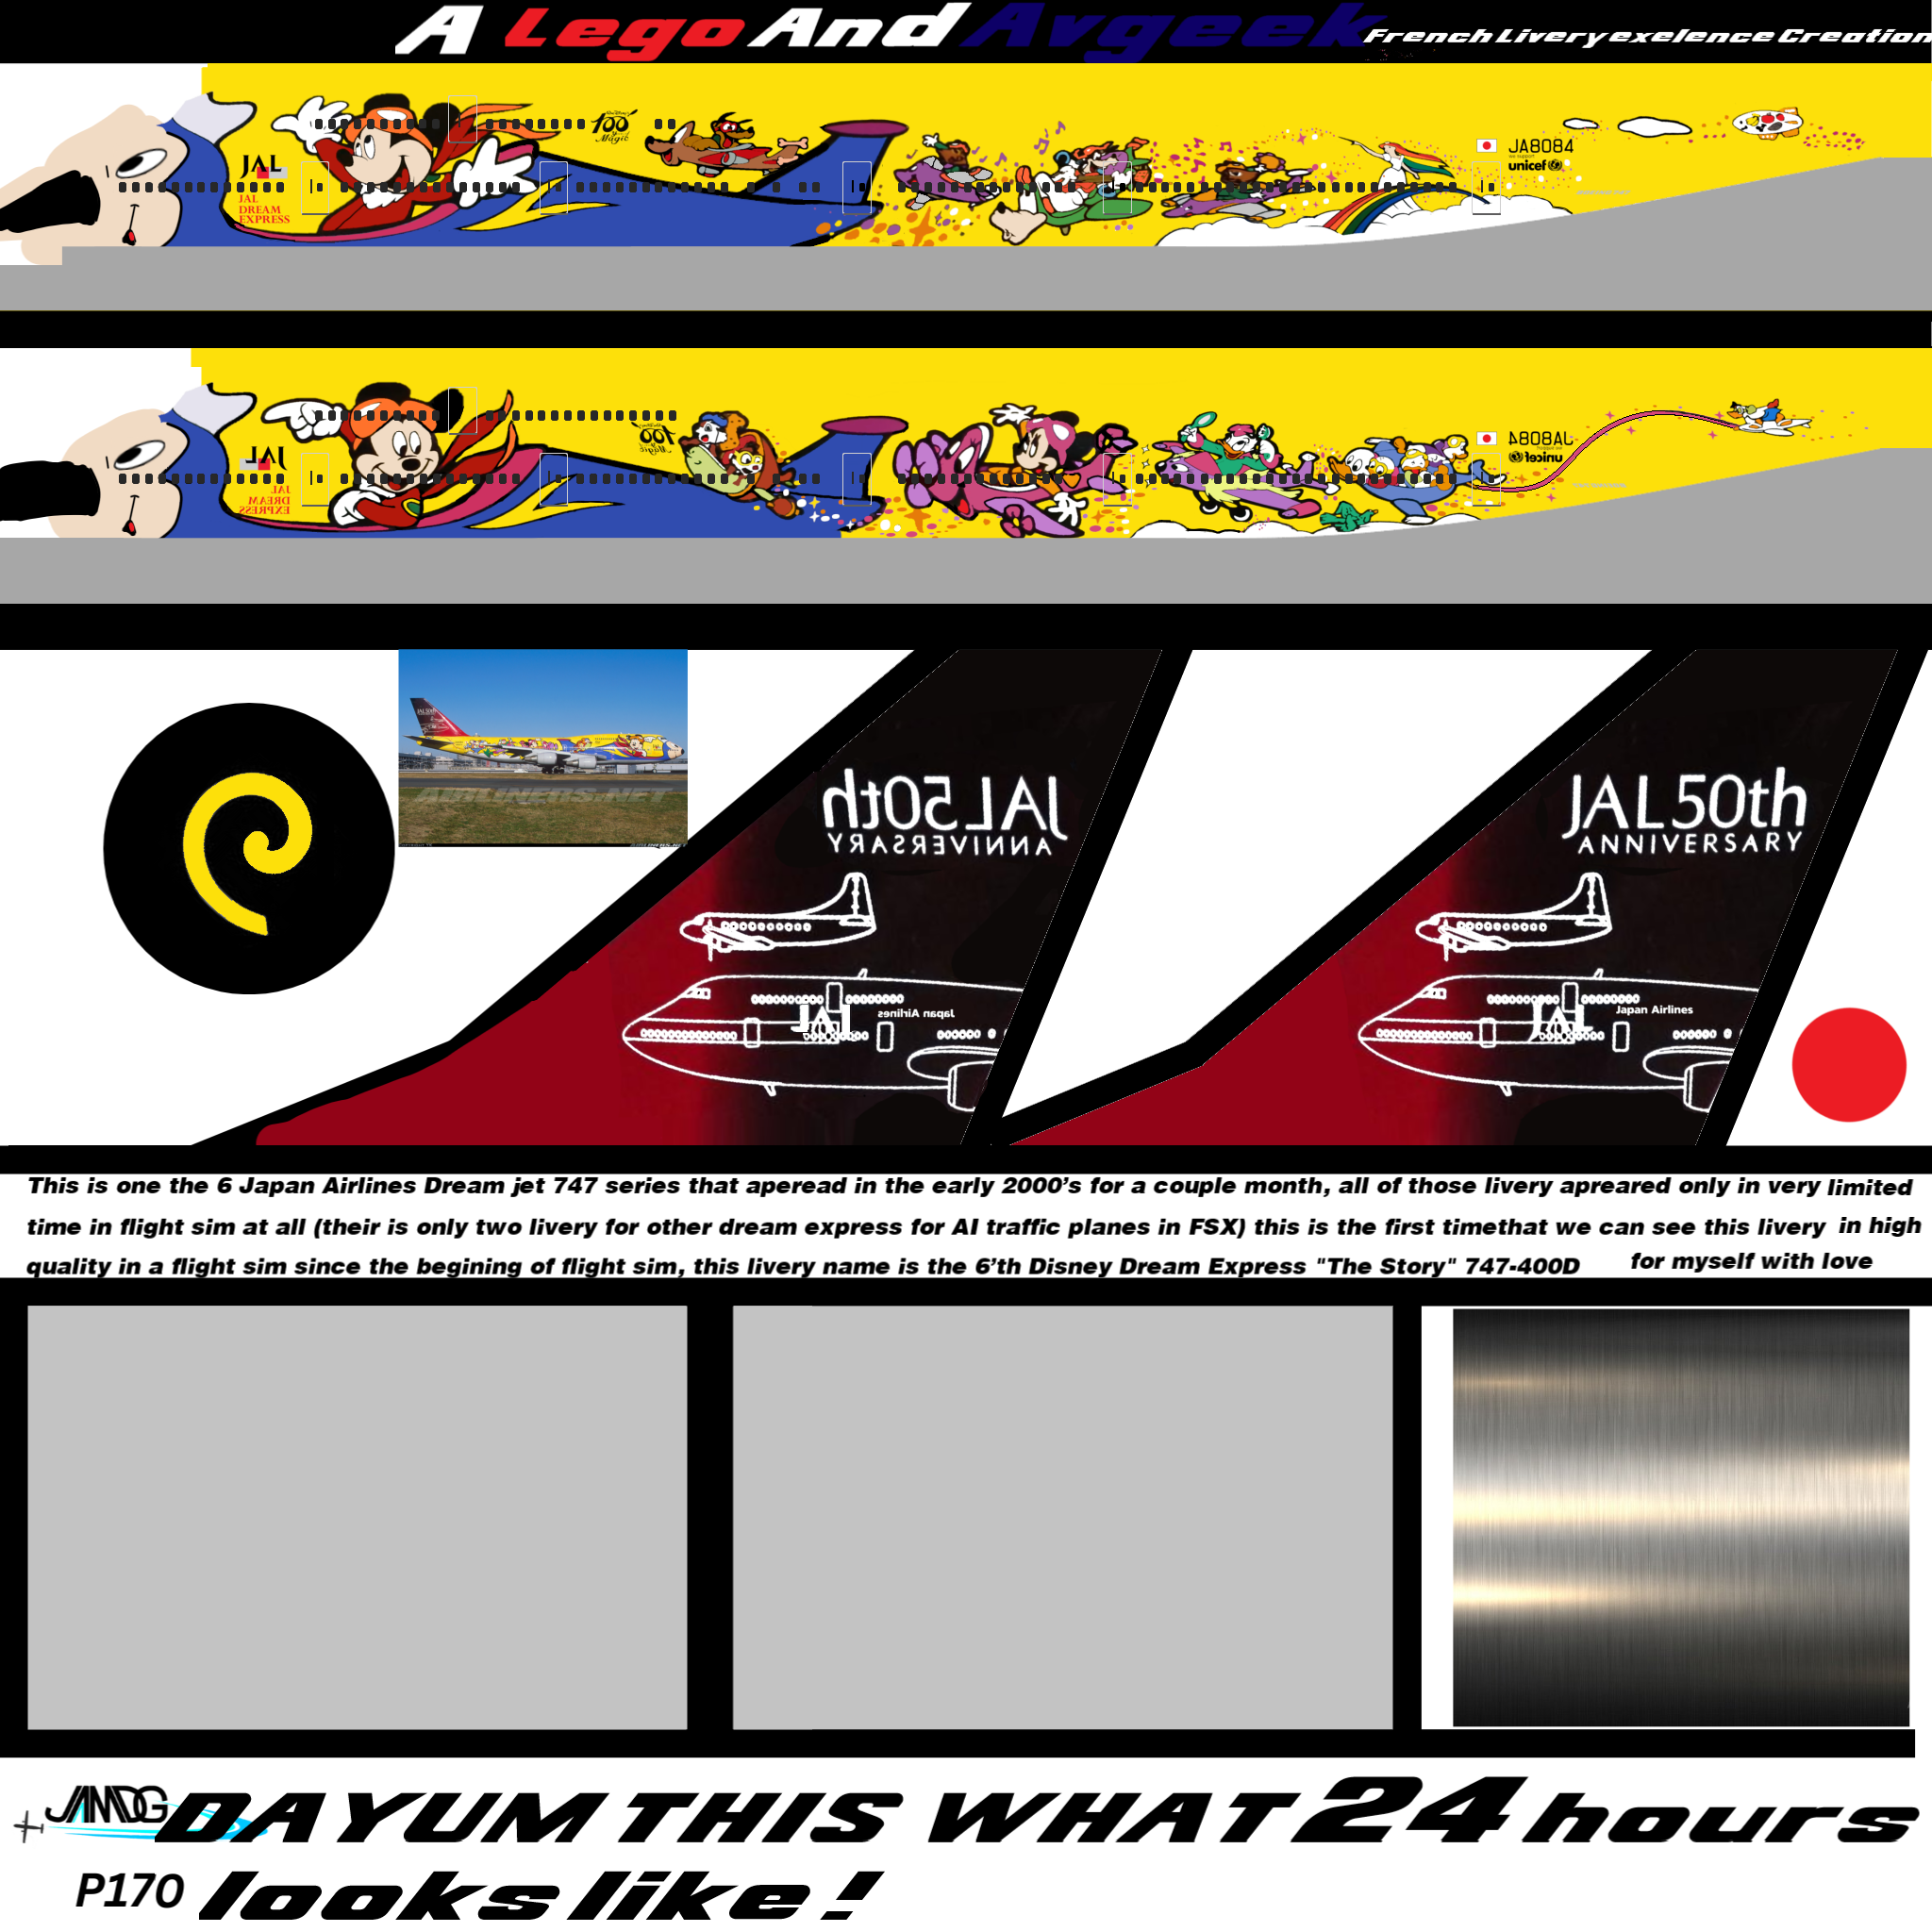 A Lego And Avgeek French Livery exelence Creation
100
Magic
JAL
JAL
DREAM
EXPRESS
JA8084
unicef
100
Magic
JAL
JAL
DREAM
EXPRESS
JA8084
unicef
AIRLINERS.NET
JAL50th
ANNIVERSARY
JAL
Japan Airlines
JAL50th
ANNIVERSARY
JAL
Japan Airlines
This is one the 6 Japan Airlines Dream jet 747 series that aperead in the early 2000's for a couple month, all of those livery apreared only in very limited
time in flight sim at all (their is only two livery for other dream express for AI traffic planes in FSX) this is the first timethat we can see this livery in high
quality in a flight sim since the begining of flight sim, this livery name is the 6'th Disney Dream Express "The Story" 747-400D for myself with love
JAMDG DAYUM THIS WHAT 24 hours
P170 looks like !